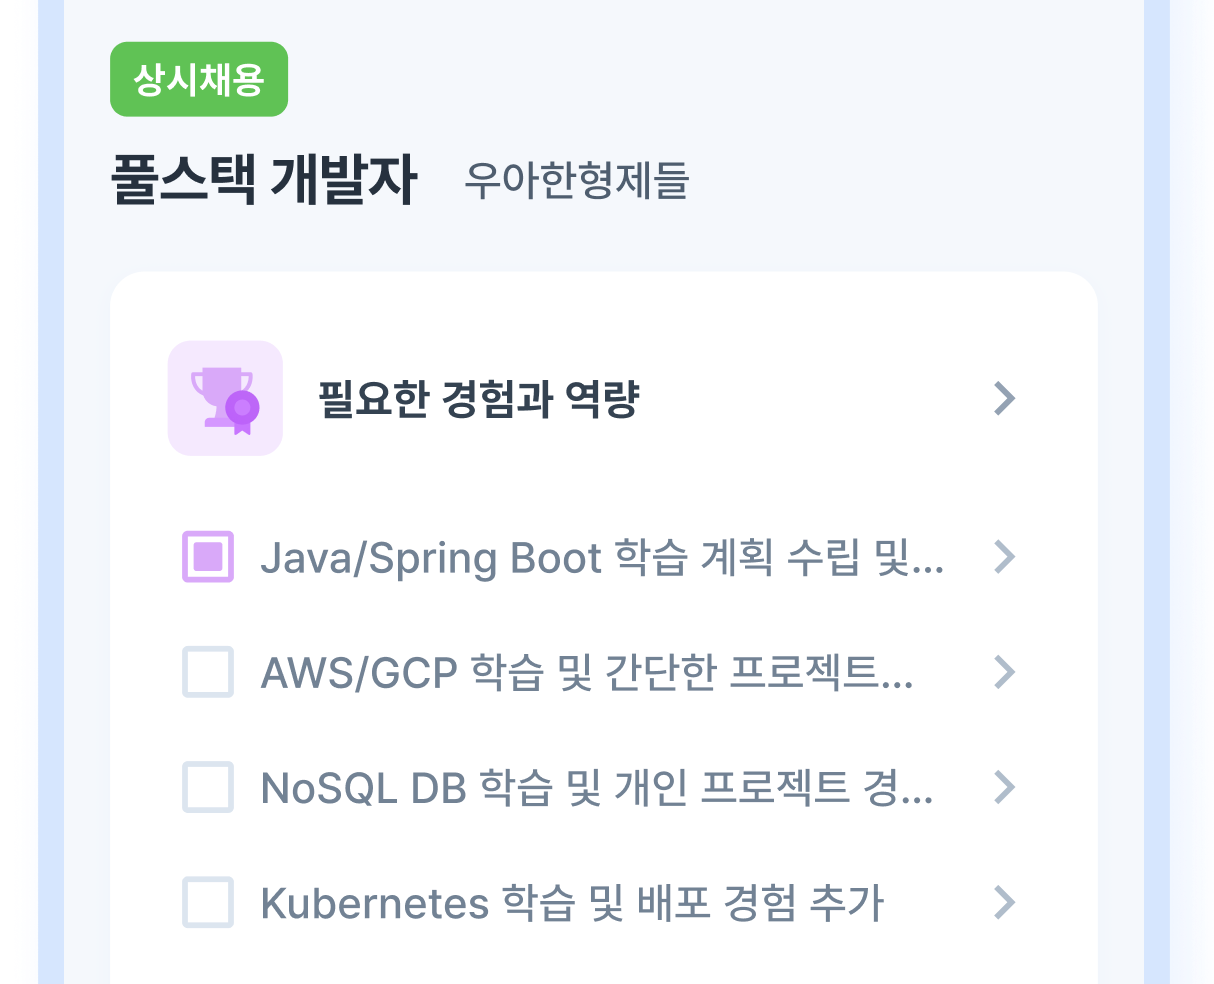 상시채용
풀스택 개발자 우아한형제들
필요한 경험과 역량
Java/Spring Boot 학습 계획 수립 및...
AWS/GCP 학습 및 간단한 프로젝트...
NoSQL DB 학습 및 개인 프로젝트 경...
Kubernetes 학습 및 배포 경험 추가